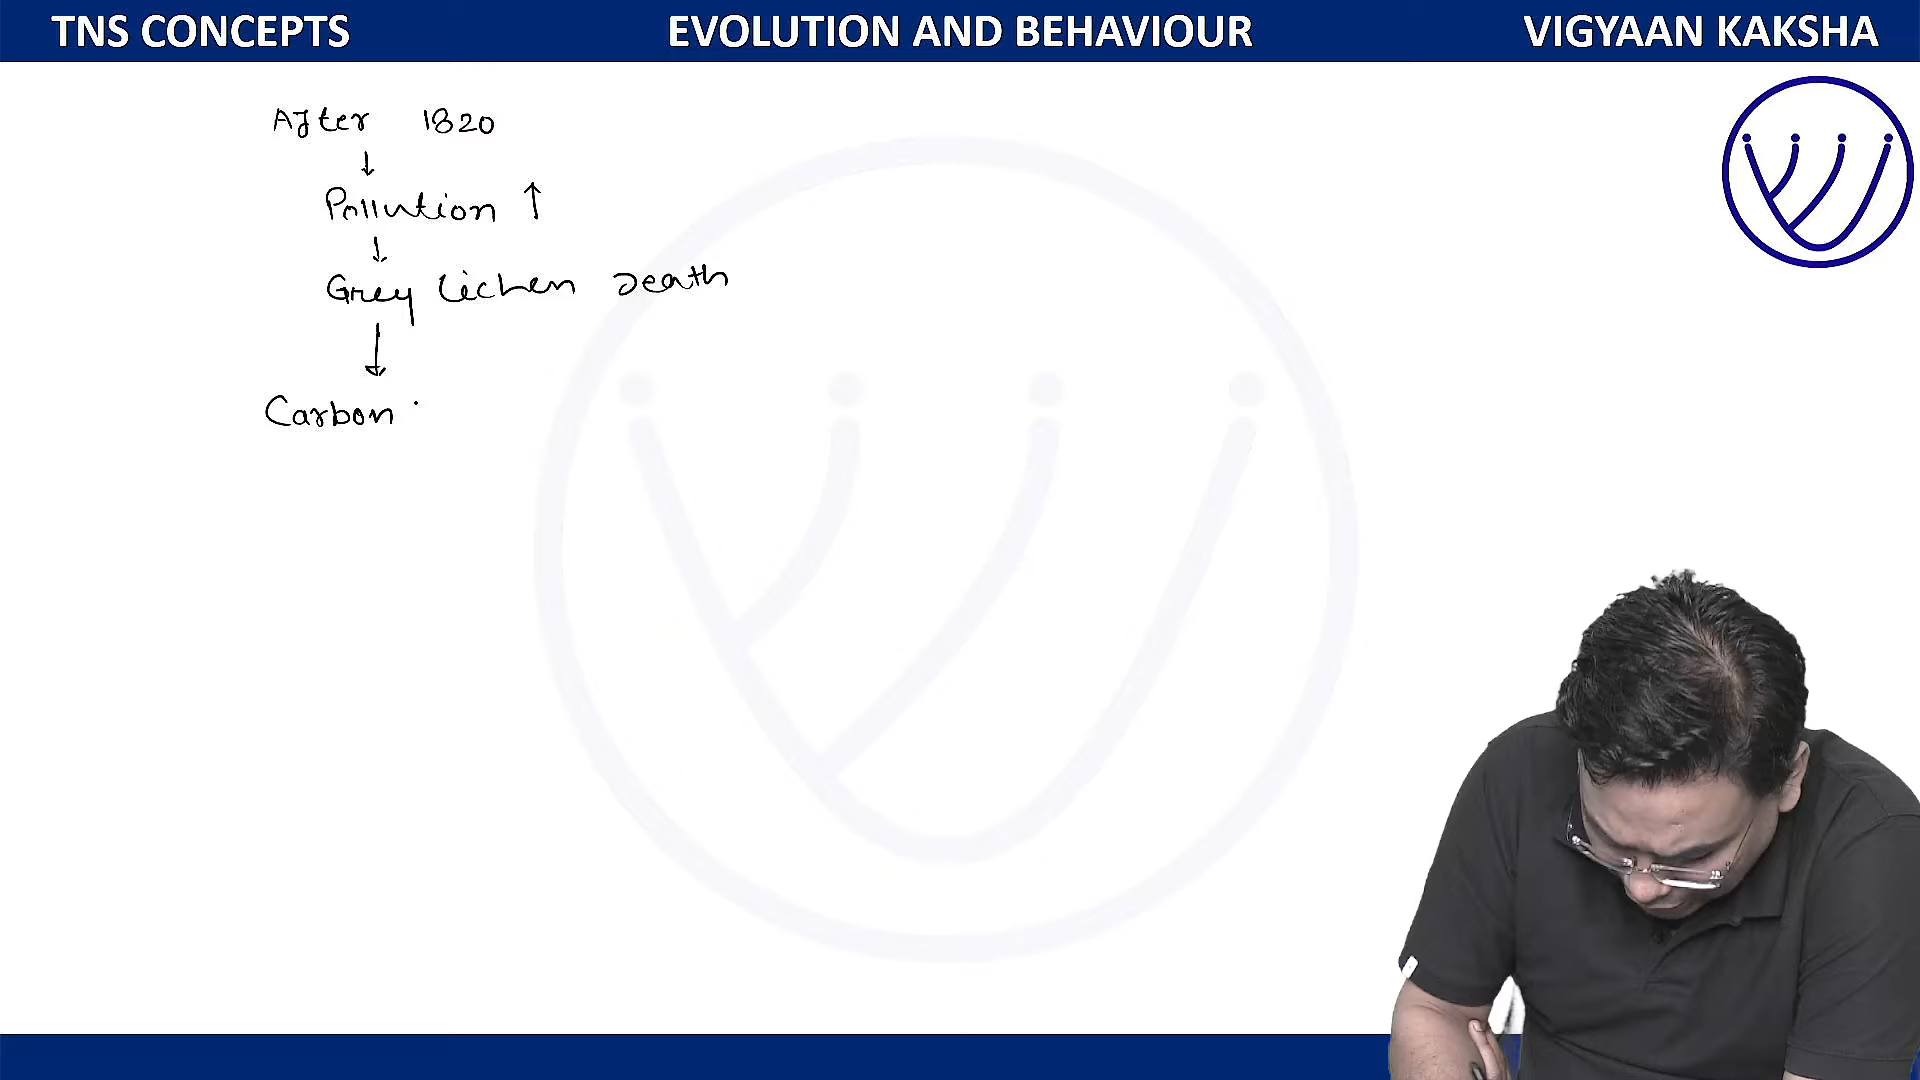 TNS CONCEPTS EVOLUTION AND BEHAVIOUR VIGYAAN KAKSHA
After 1820
↓
Pollution ↑
↓
Grey lichen Death
↓
Carbon